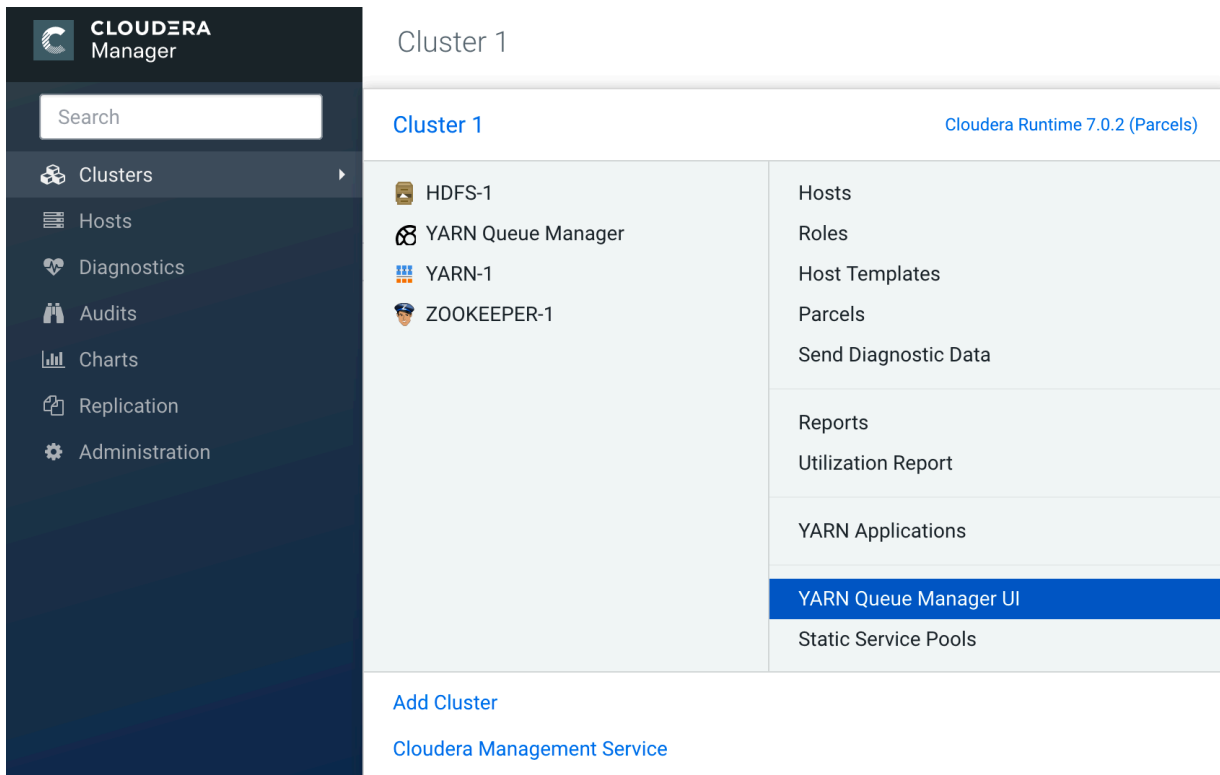 CLOUDERA
Manager
Search
Clusters
Hosts
Diagnostics
Audits
Charts
Replication
Administration
Cluster 1
Cluster 1
Cloudera Runtime 7.0.2 (Parcels)
HDFS-1
YARN Queue Manager
YARN-1
ZOOKEEPER-1
Hosts
Roles
Host Templates
Parcels
Send Diagnostic Data
Reports
Utilization Report
YARN Applications
YARN Queue Manager UI
Static Service Pools
Add Cluster
Cloudera Management Service